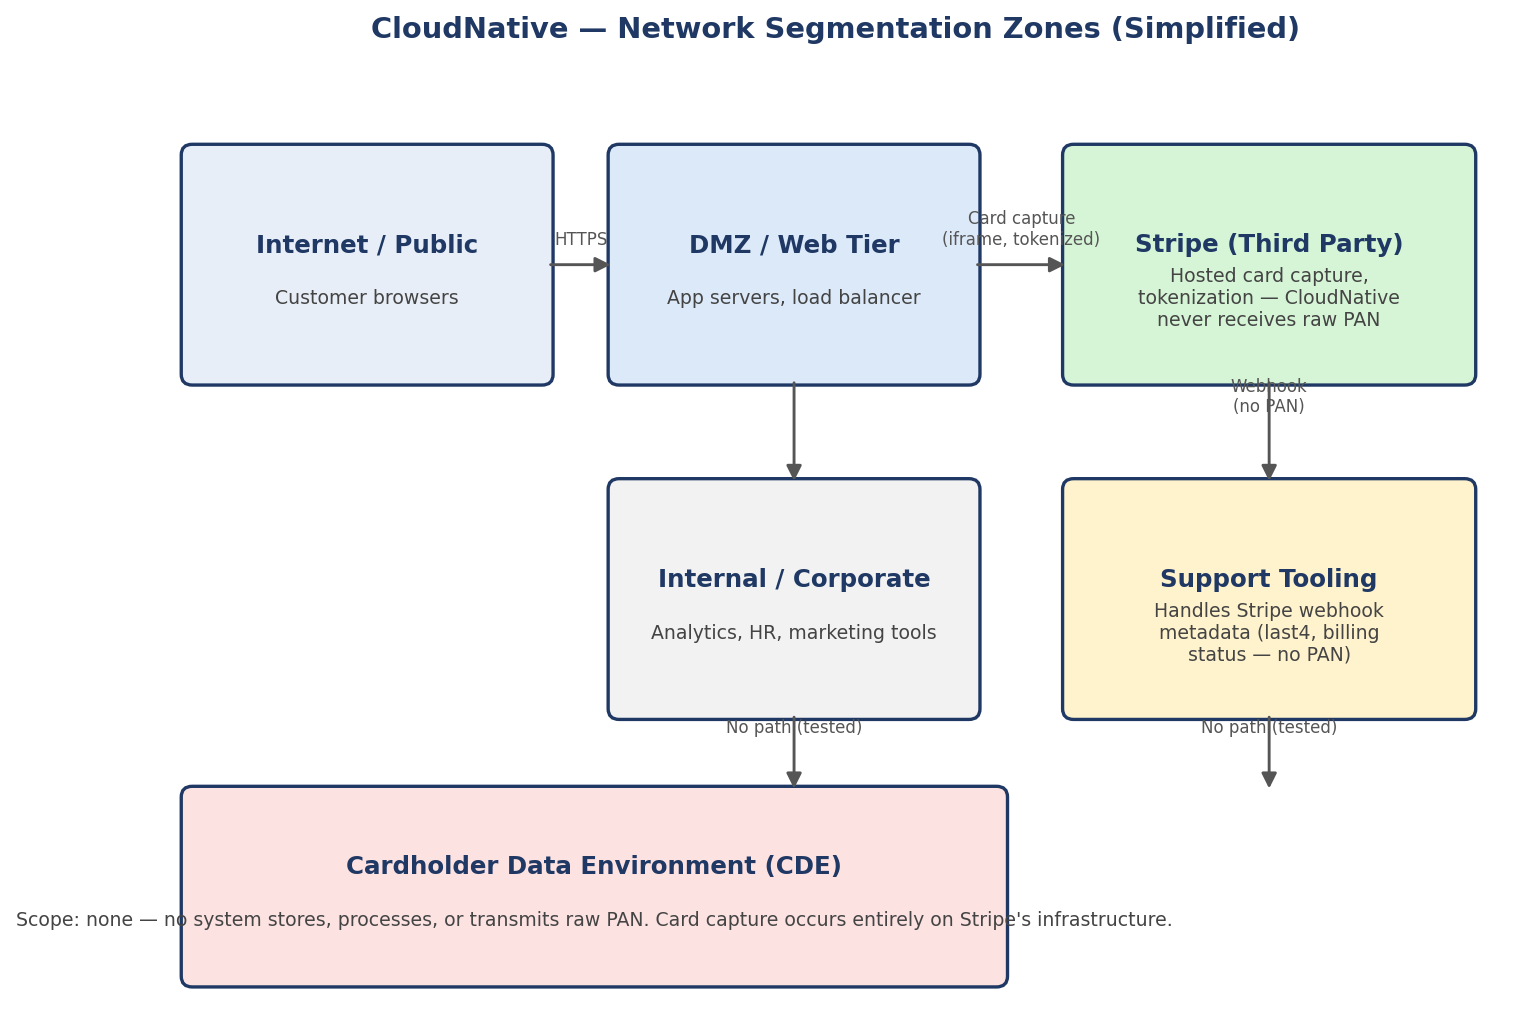 CloudNative — Network Segmentation Zones (Simplified)
Internet / Public
Customer browsers
HTTPS
DMZ / Web Tier
App servers, load balancer
Card capture
(iframe, tokenized)
Stripe (Third Party)
Hosted card capture,
tokenization — CloudNative
never receives raw PAN
Webhook
(no PAN)
Internal / Corporate
Analytics, HR, marketing tools
Support Tooling
Handles Stripe webhook
metadata (last4, billing
status — no PAN)
No path (tested)
No path (tested)
Cardholder Data Environment (CDE)
Scope: none — no system stores, processes, or transmits raw PAN. Card capture occurs entirely on Stripe's infrastructure.